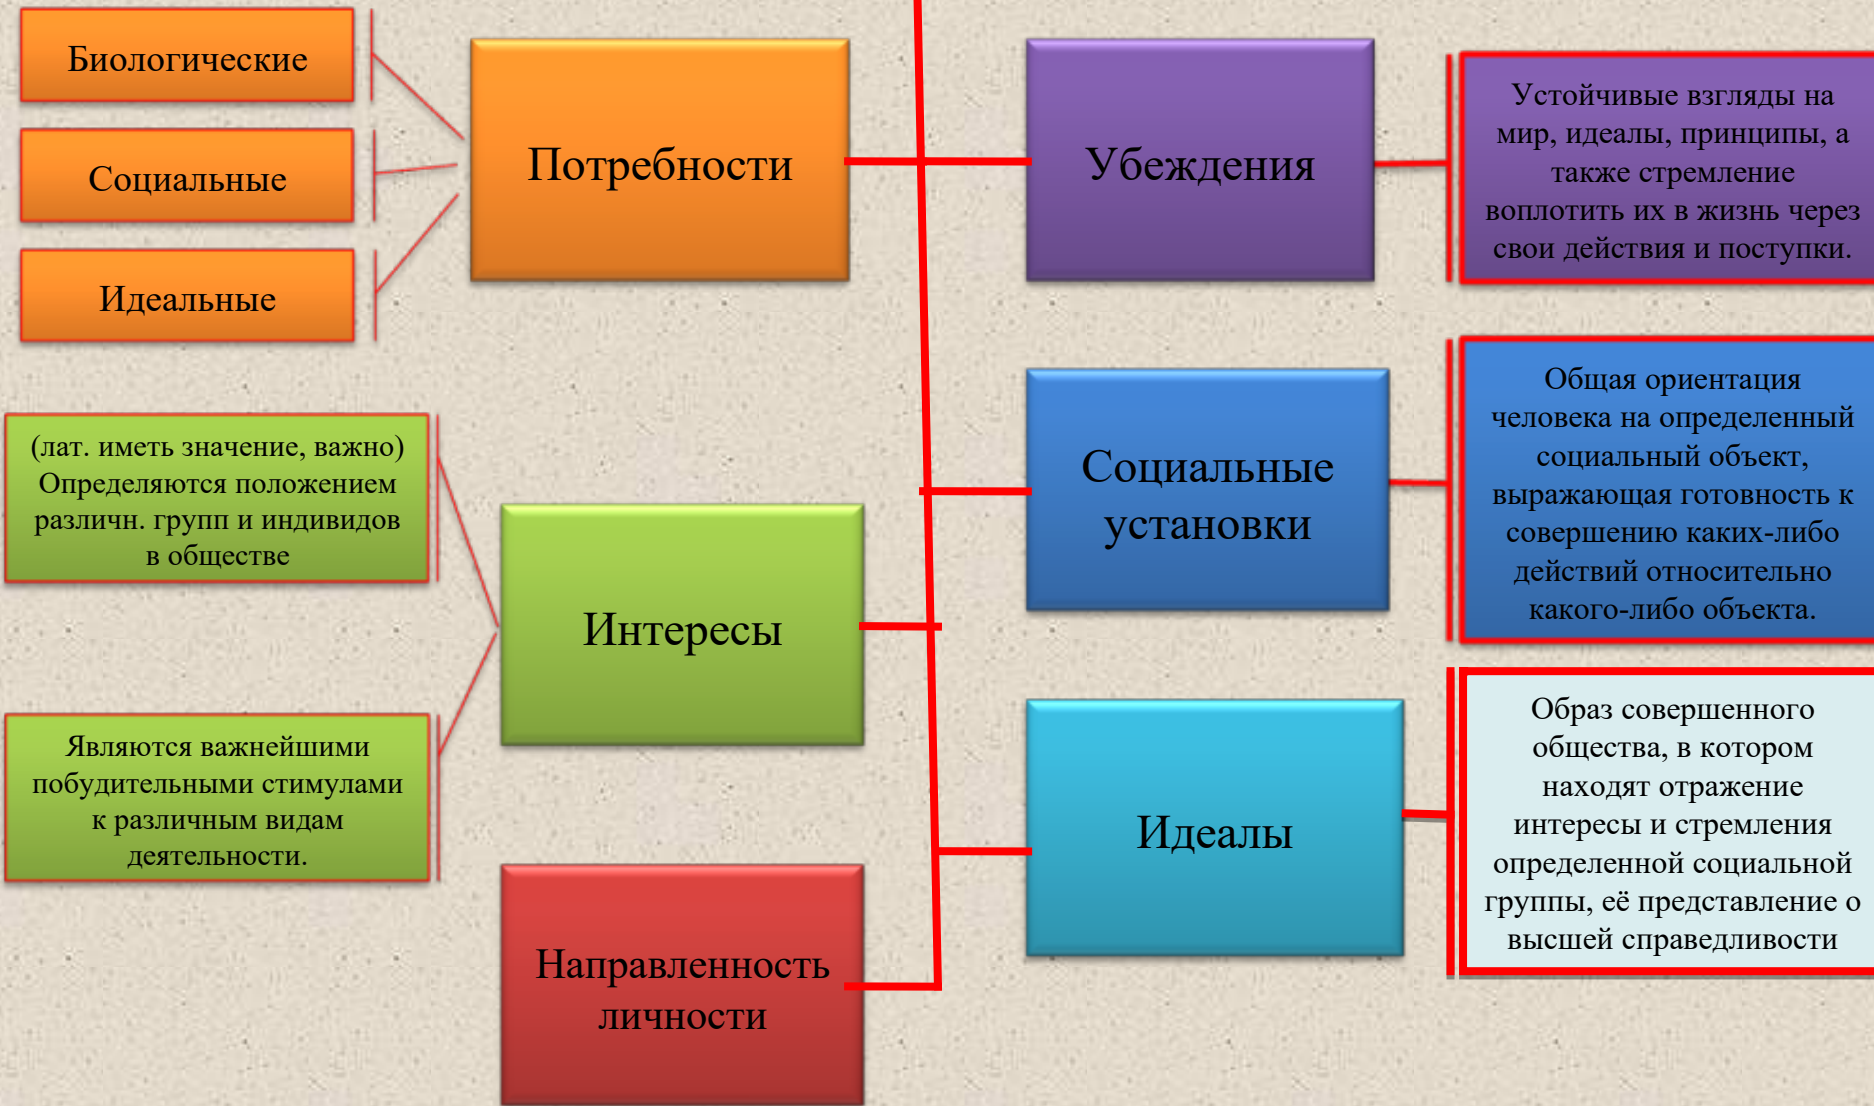 Биологические
Социальные
Идеальные
Потребности
(лат. иметь значение, важно)
Определяются положением
различн. групп и индивидов
в обществе
Являются важнейшими
побудительными стимулами
к различным видам
деятельности.
Интересы
Направленность
личности
Убеждения
Устойчивые взгляды на
мир, идеалы, принципы, а
также стремление
воплотить их в жизнь через
свои действия и поступки.
Социальные
установки
Общая ориентация
человека на определенный
социальный объект,
выражающая готовность к
совершению каких-либо
действий относительно
какого-либо объекта.
Идеалы
Образ совершенного
общества, в котором
находят отражение
интересы и стремления
определенной социальной
группы, её представление о
высшей справедливости